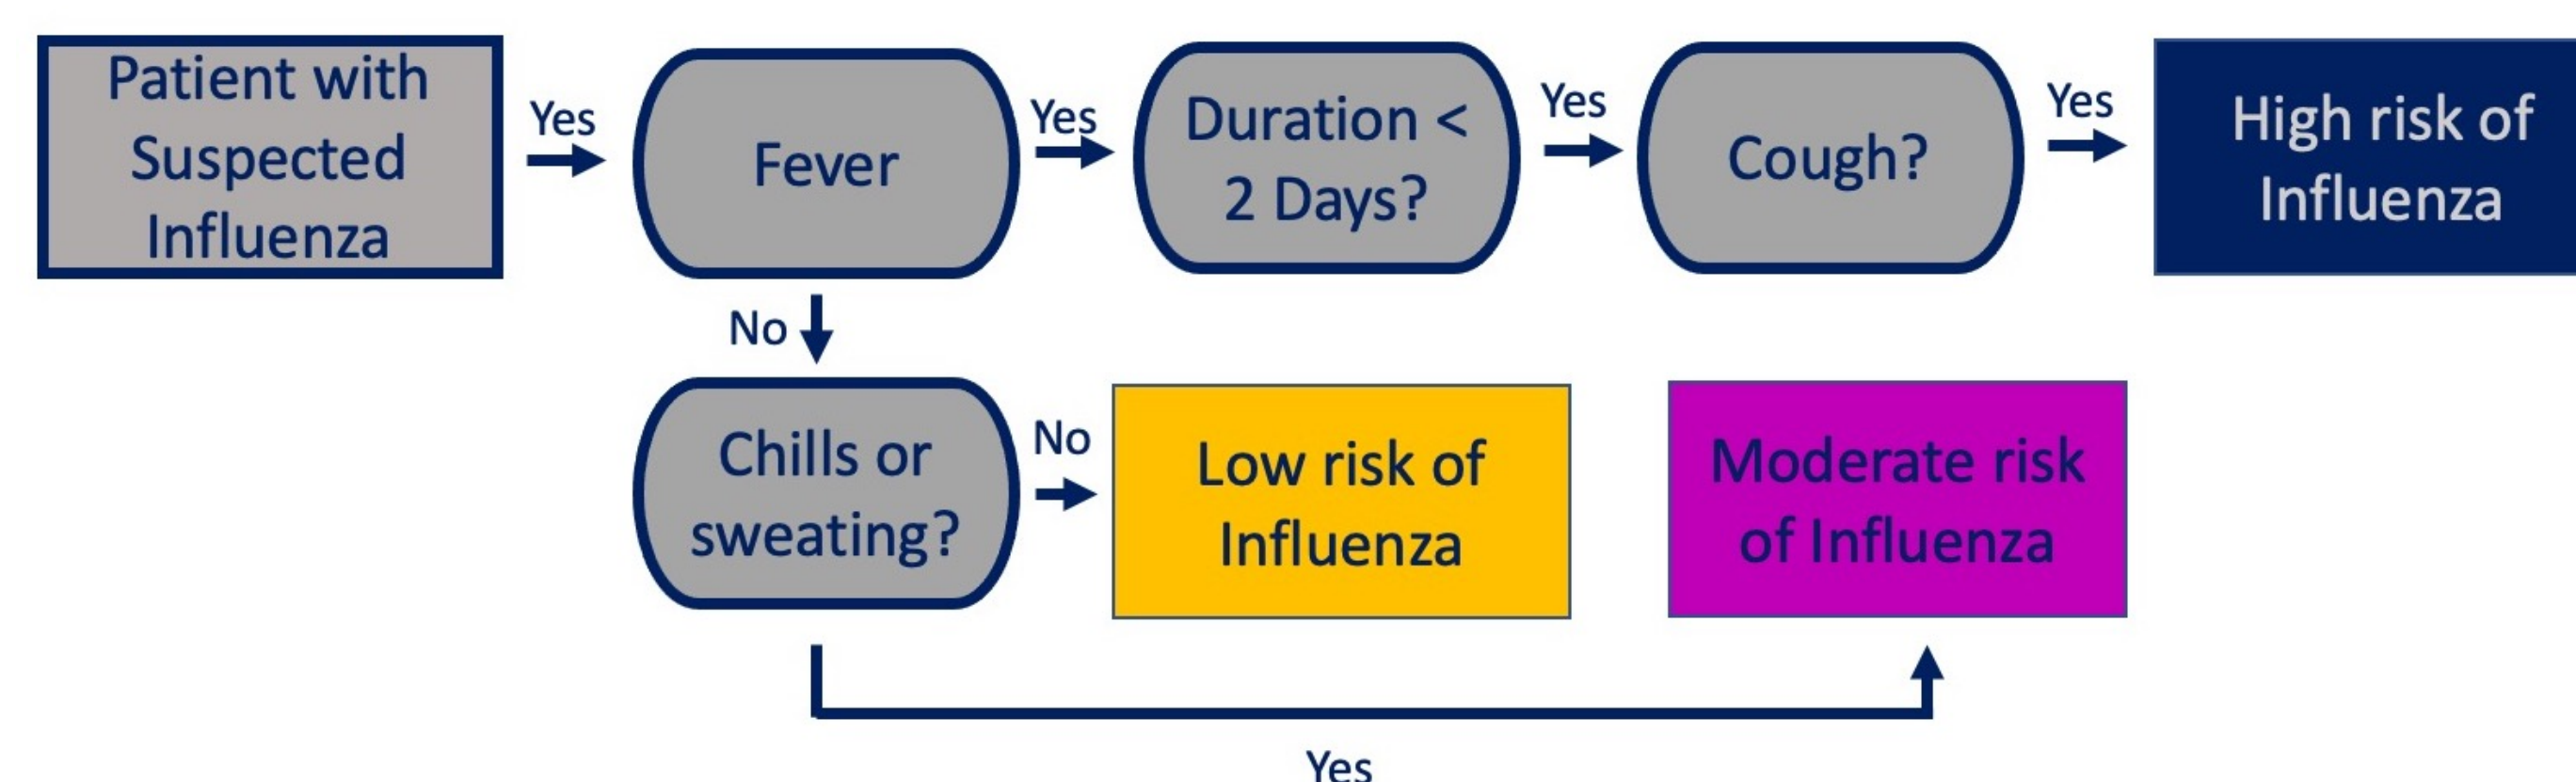 Patient with
Suspected
Influenza
Yes
Fever
Yes
Duration <
2 Days?
Yes
Cough?
Yes
High risk of
Influenza
No
Chills or
sweating?
No
Low risk of
Influenza
Moderate risk
of Influenza
Yes